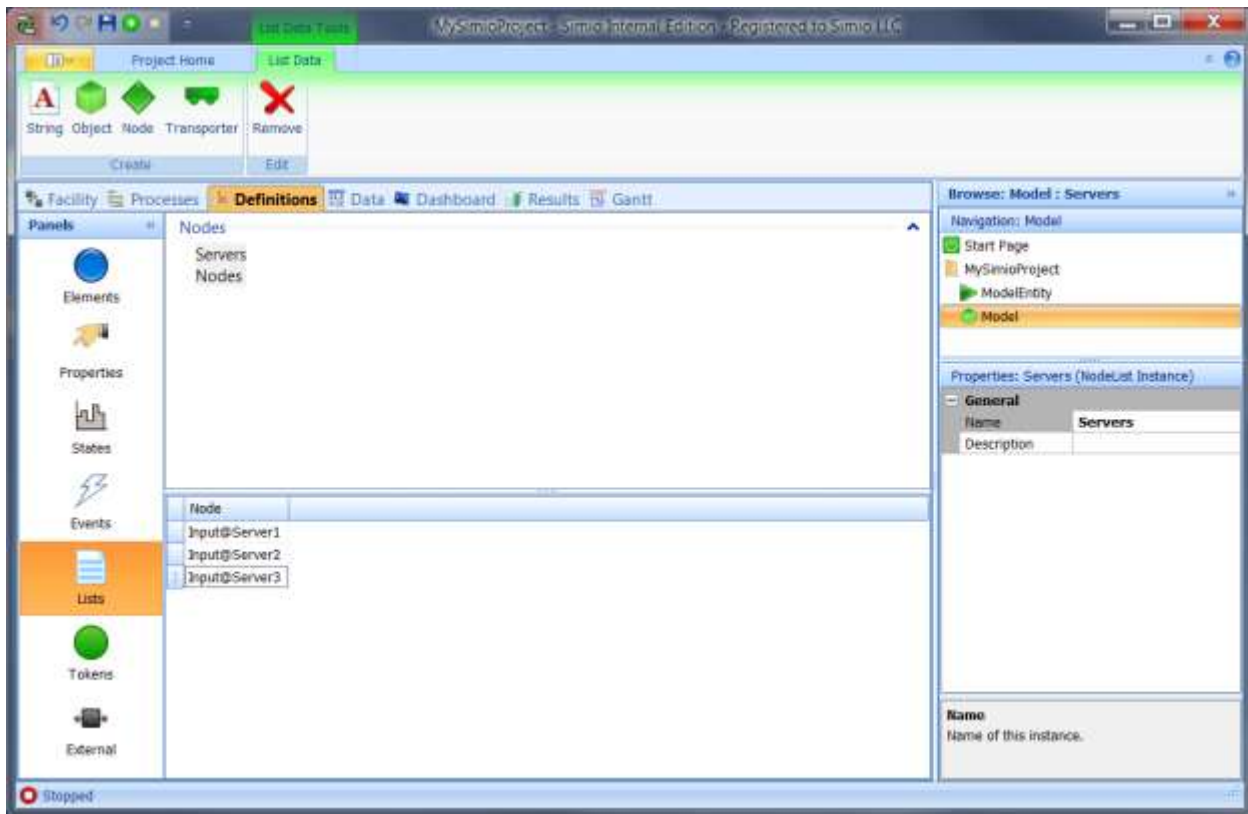 List Data Tools
MySimioProject - Simio Internal Edition - Registered to Simio LLC
Project Home
List Data
String
Object
Node
Transporter
Remove
Create
Edit
Facility
Processes
Definitions
Data
Dashboard
Results
Gantt
Panels
Elements
Properties
States
Events
Lists
Tokens
External
Nodes
Servers
Nodes
Node
Input@Server1
Input@Server2
Input@Server3
Browse: Model : Servers
Navigation: Model
Start Page
MySimioProject
ModelEntity
Model
Properties: Servers (NodeList Instance)
General
Name Servers
Description
Name
Name of this instance.
Stopped